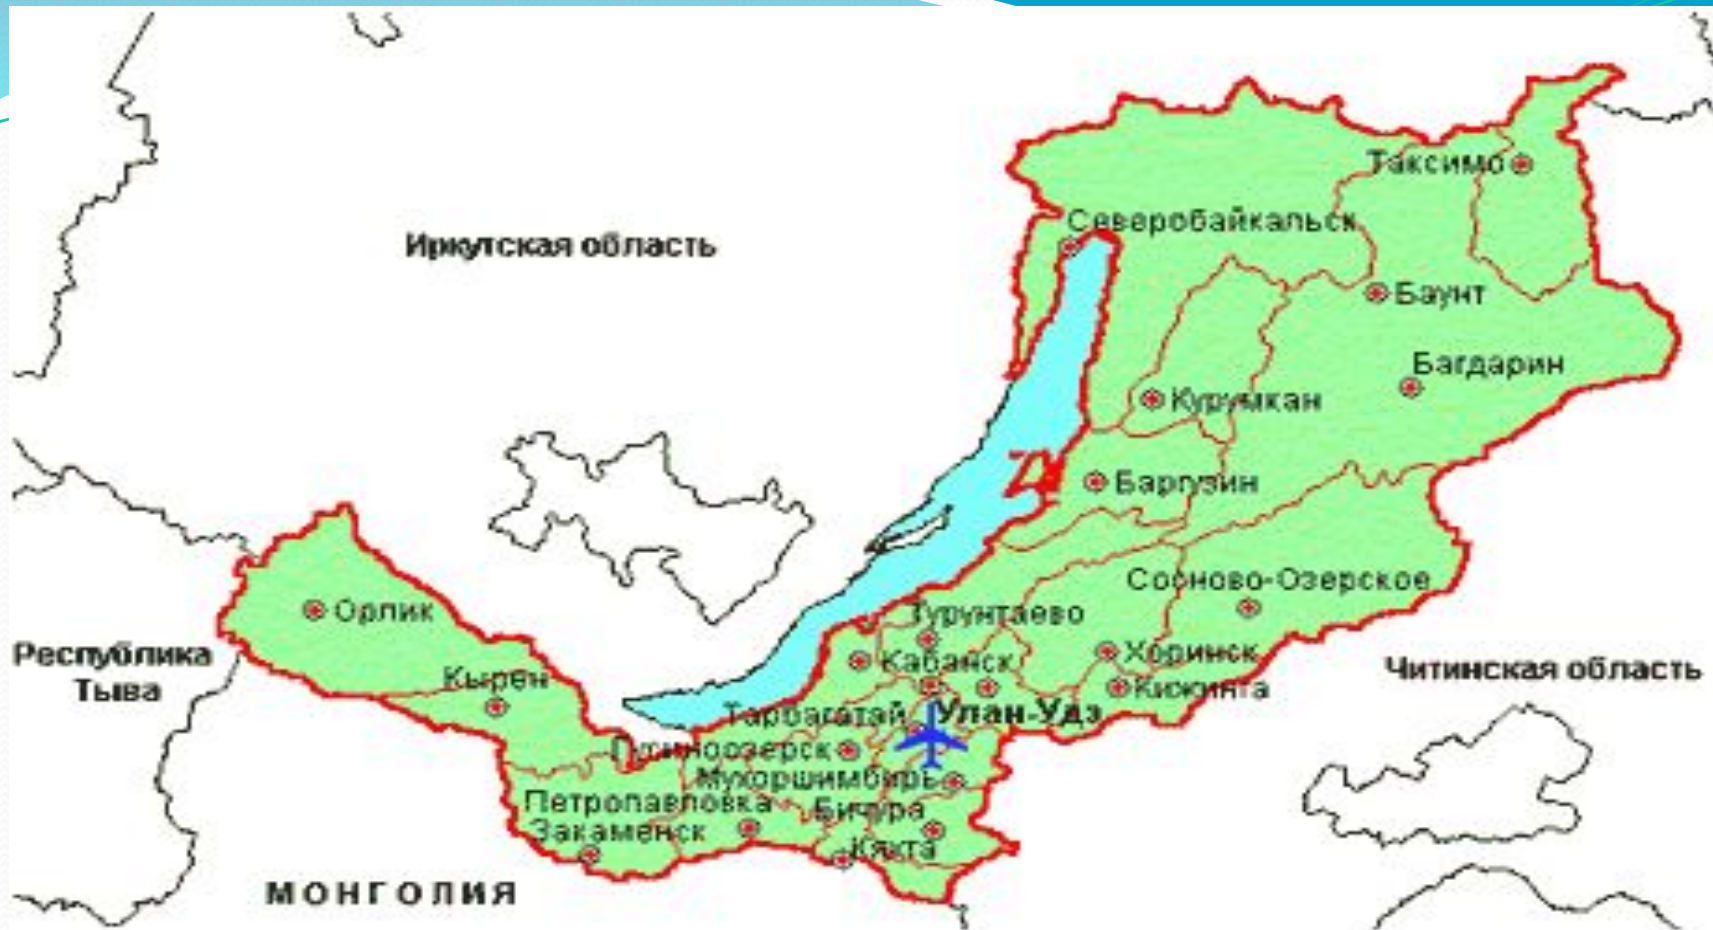 Таксимо
Северобайкальск
Иркутская область
Баунт
Багдарин
Курумкан
Баргузин
Сосново-Озерское
Орлик
Турунтаево
Республика
Тыва
Хоринск
Кабанск
Читинская область
Кырен
Кижинга
Тарбагатай
Улан-Удэ
Гусиноозерск
Мухоршимбирь
Петропавловка
Бичура
Закаменск
Кяхта
МОНГОЛИЯ